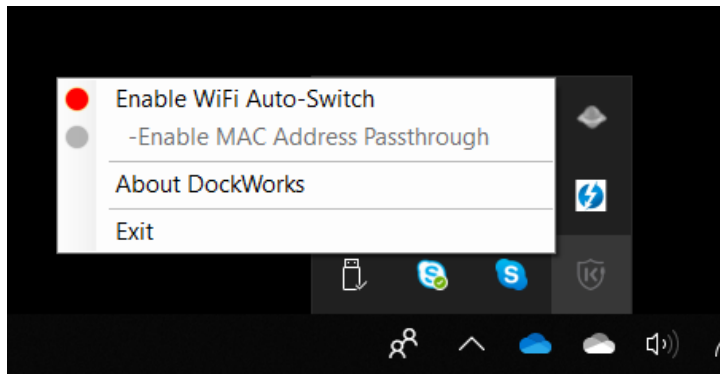 Enable WiFi Auto-Switch
-Enable MAC Address Passthrough
About DockWorks
Exit